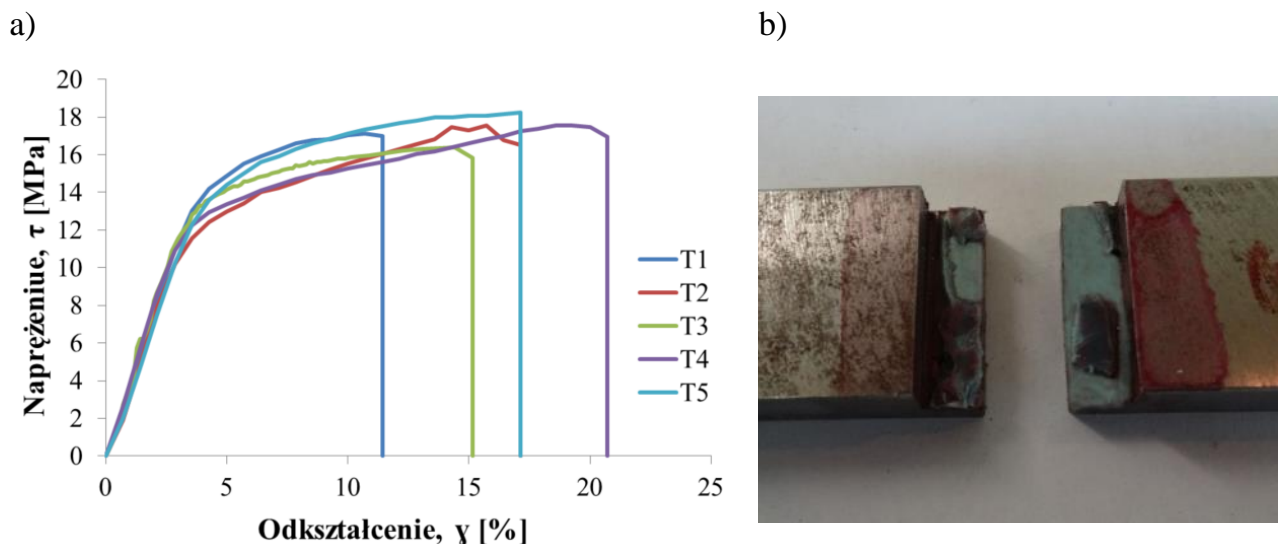 a)
b)
20
18
16
14
12
10
8
6
4
2
0
Naprężeniue, τ [MPa]
T1
T2
T3
T4
T5
0 5 10 15 20 25
Odkształcenie, γ [%]